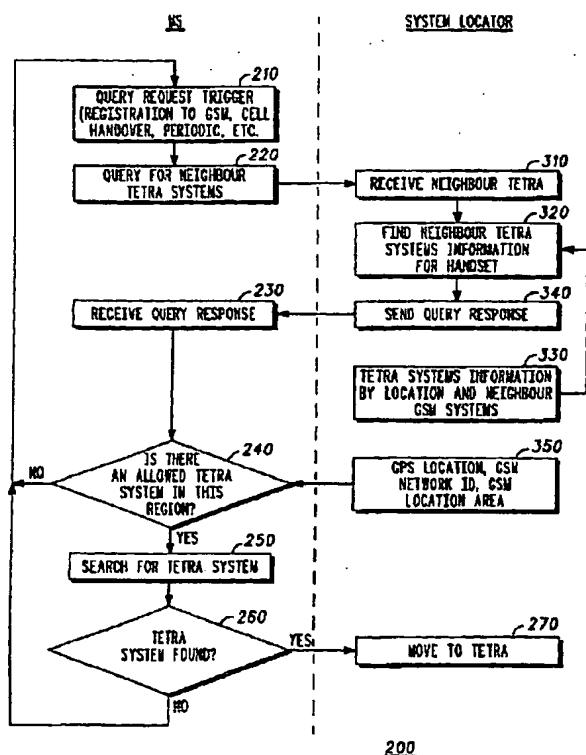 MS
SYSTEM LOCATOR
210
QUERY REQUEST TRIGGER
(REGISTRATION TO GSM, CELL
HANDOVER, PERIODIC, ETC.
220
QUERY FOR NEIGHBOUR
TETRA SYSTEMS
310
RECEIVE NEIGHBOUR TETRA
320
FIND NEIGHBOUR TETRA
SYSTEMS INFORMATION
FOR HANDSET
230
RECEIVE QUERY RESPONSE
340
SEND QUERY RESPONSE
330
TETRA SYSTEMS INFORMATION
BY LOCATION AND NEIGHBOUR
GSM SYSTEMS
240
IS THERE
AN ALLOWED TETRA
SYSTEM IN THIS
REGION?
NO
YES
350
GPS LOCATION, GSM
NETWORK ID, GSM
LOCATION AREA
250
SEARCH FOR TETRA SYSTEM
260
TETRA
SYSTEM FOUND?
YES
NO
270
MOVE TO TETRA
200